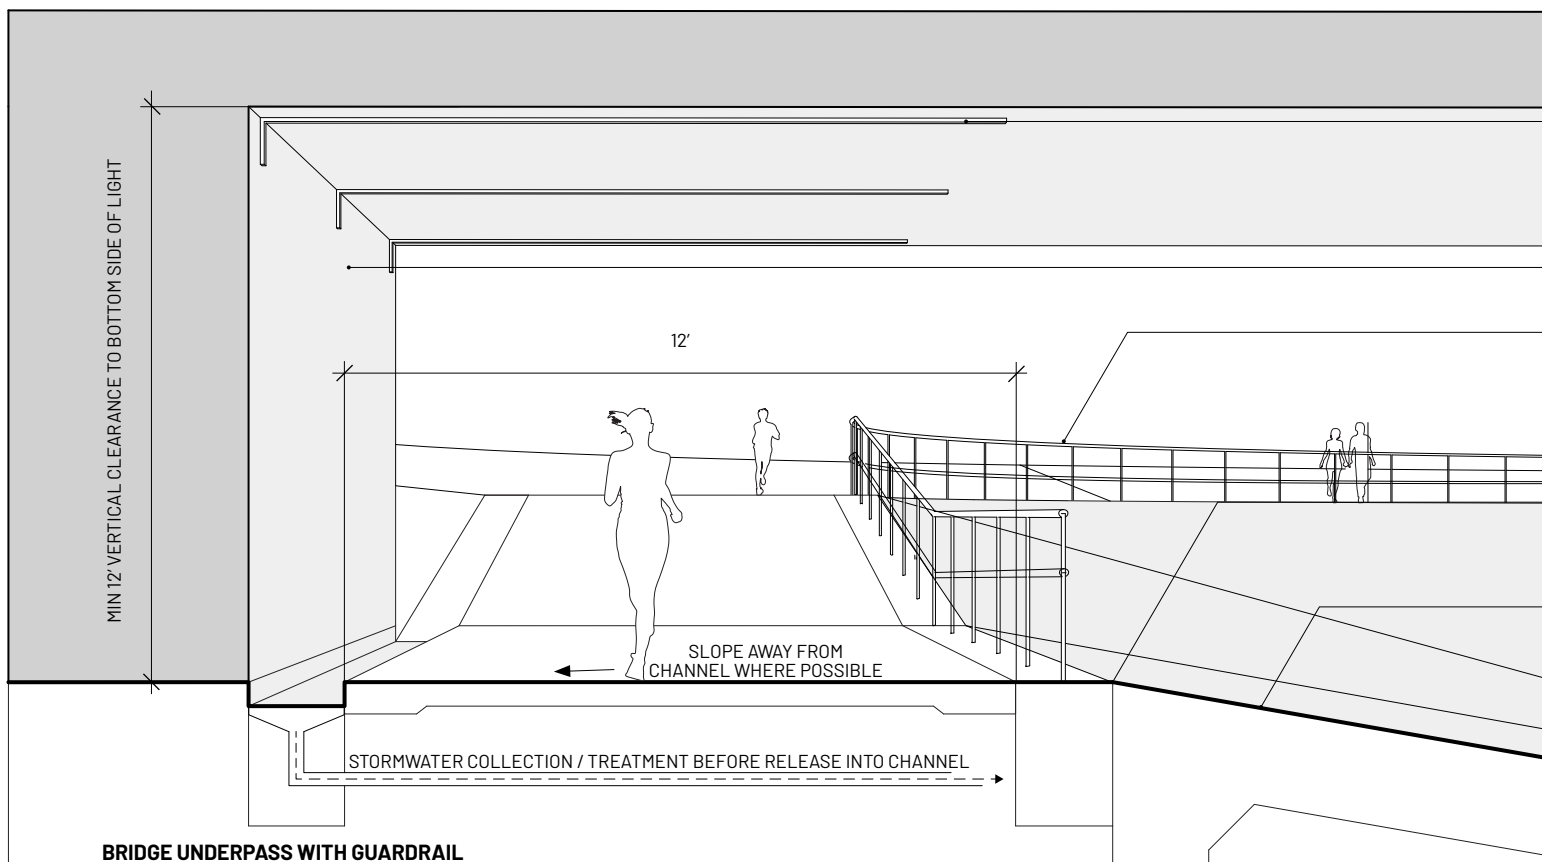 MIN 12' VERTICAL CLEARANCE TO BOTTOM SIDE OF LIGHT
12'
SLOPE AWAY FROM
CHANNEL WHERE POSSIBLE
STORMWATER COLLECTION / TREATMENT BEFORE RELEASE INTO CHANNEL
BRIDGE UNDERPASS WITH GUARDRAIL